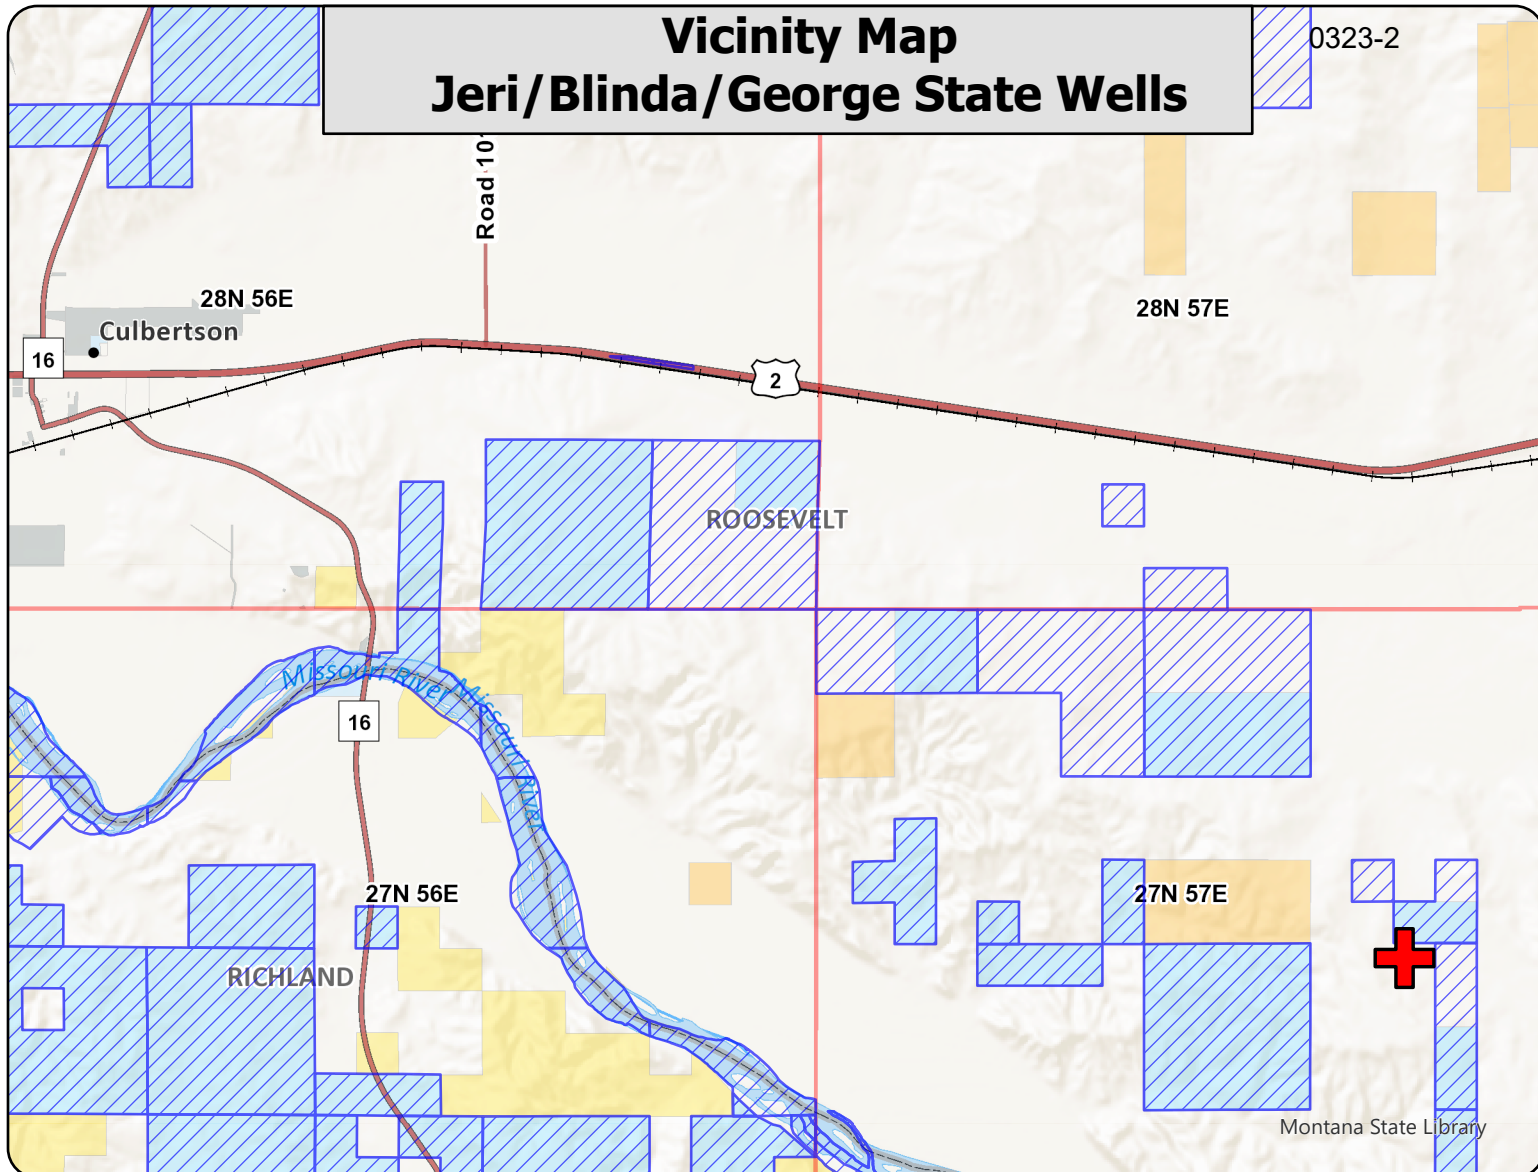 Vicinity Map
Jeri/Blinda/George State Wells
0323-2
Road 10
28N 56E
28N 57E
Culbertson
16
2
ROOSEVELT
Missouri River
Missouri River
16
27N 56E
27N 57E
RICHLAND
Montana State Library